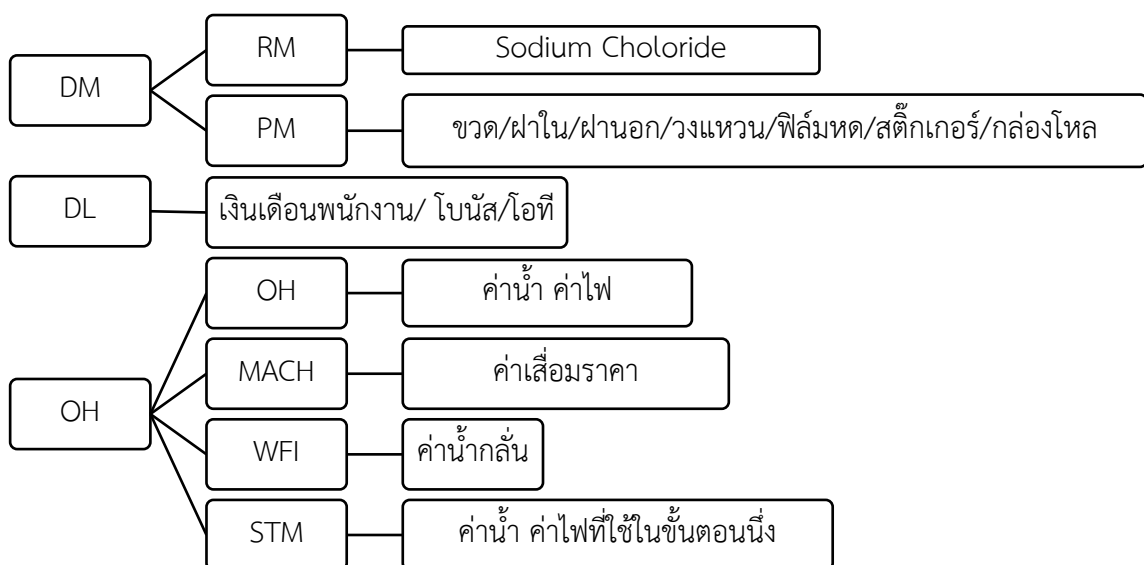 RM
Sodium Choloride
DM
PM
ขวด/ฝาใน/ฝานอก/วงแหวน/ฟิล์มหด/สติ๊กเกอร์/กล่องโหล
DL
เงินเดือนพนักงาน/ โบนัส/โอที
OH
ค่าน้ำ ค่าไฟ
MACH
ค่าเสื่อมราคา
OH
WFI
ค่าน้ำกลั่น
STM
ค่าน้ำ ค่าไฟที่ใช้ในขั้นตอนนึ่ง